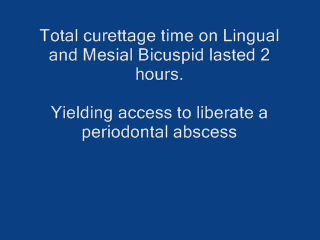 Total curettage time on Lingual
and Mesial Bicuspid lasted 2
hours.
Yielding access to liberate a
periodontal abscess